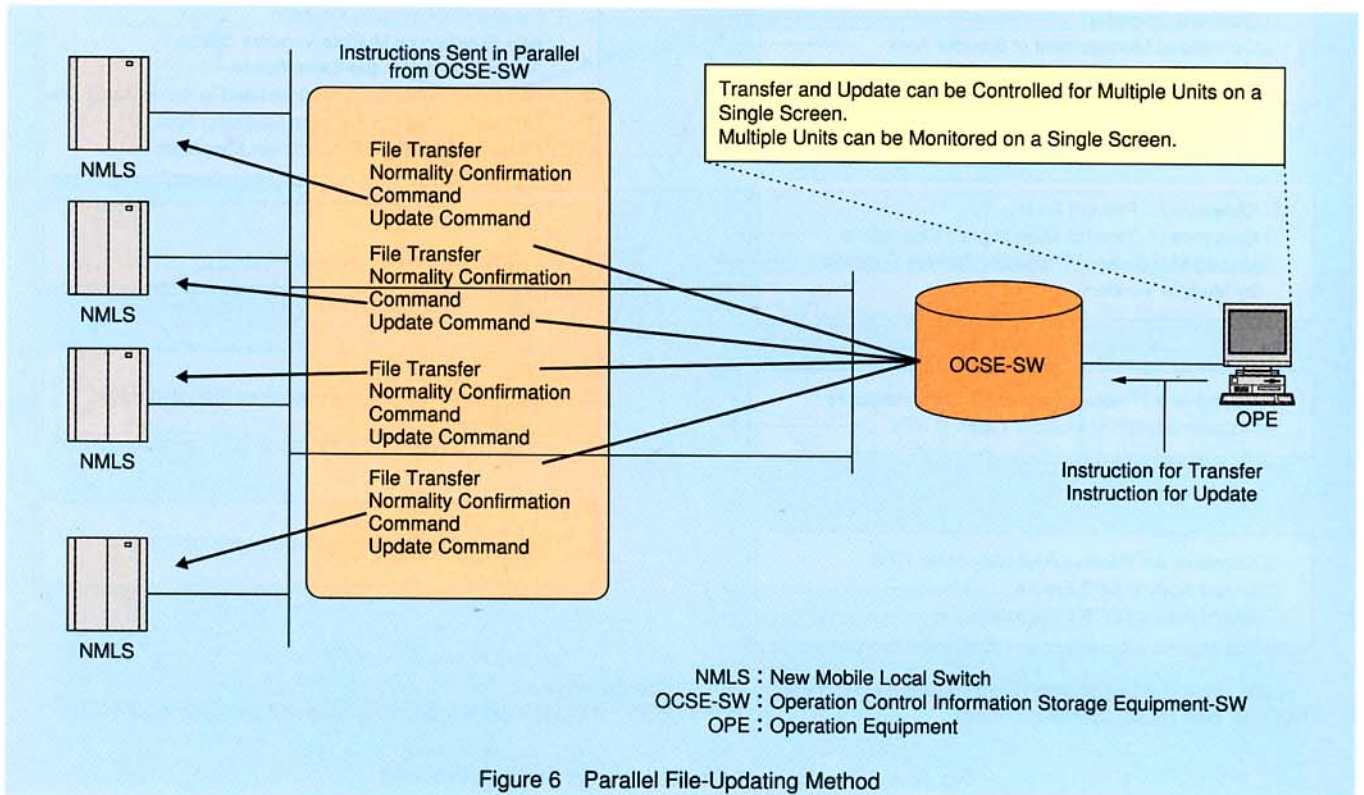 Instructions Sent in Parallel
from OCSE-SW
Transfer and Update can be Controlled for Multiple Units on a
Single Screen.
Multiple Units can be Monitored on a Single Screen.
NMLS
File Transfer
Normality Confirmation
Command
Update Command
NMLS
File Transfer
Normality Confirmation
Command
Update Command
NMLS
File Transfer
Normality Confirmation
Command
Update Command
NMLS
File Transfer
Normality Confirmation
Command
Update Command
OCSE-SW
OPE
Instruction for Transfer
Instruction for Update
NMLS : New Mobile Local Switch
OCSE-SW : Operation Control Information Storage Equipment-SW
OPE : Operation Equipment
Figure 6 Parallel File-Updating Method